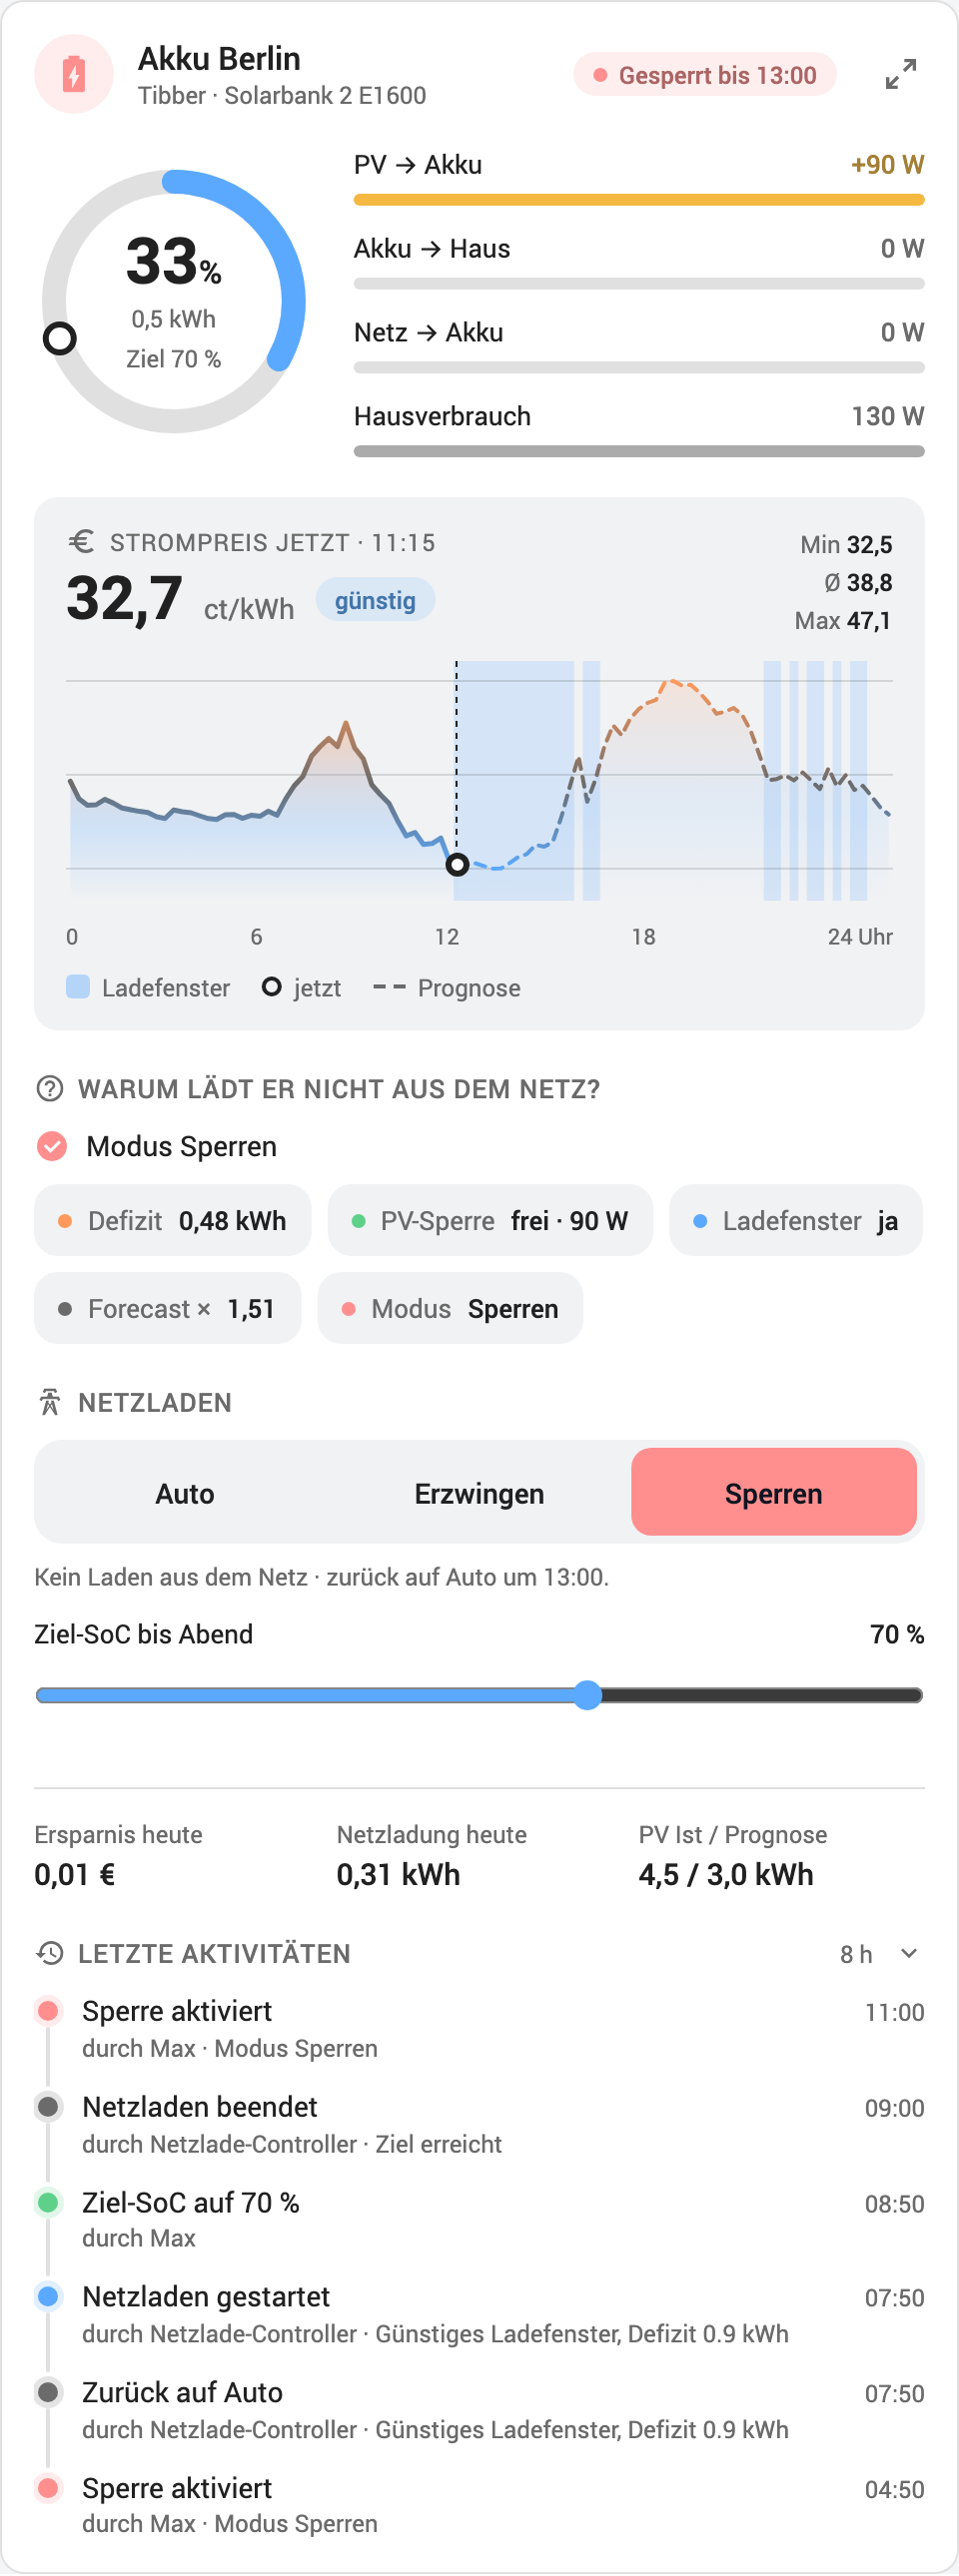 Akku Berlin
Tibber · Solarbank 2 E1600
Gesperrt bis 13:00
33%
0,5 kWh
Ziel 70 %
PV → Akku +90 W
Akku → Haus 0 W
Netz → Akku 0 W
Hausverbrauch 130 W
€ STROMPREIS JETZT · 11:15
32,7 ct/kWh günstig
Min 32,5
Ø 38,8
Max 47,1
0 6 12 18 24 Uhr
Ladefenster jetzt Prognose
WARUM LÄDT ER NICHT AUS DEM NETZ?
Modus Sperren
Defizit 0,48 kWh PV-Sperre frei · 90 W Ladefenster ja
Forecast × 1,51 Modus Sperren
NETZLADEN
Auto Erzwingen Sperren
Kein Laden aus dem Netz · zurück auf Auto um 13:00.
Ziel-SoC bis Abend 70 %
Ersparnis heute Netzladung heute PV Ist / Prognose
0,01 € 0,31 kWh 4,5 / 3,0 kWh
LETZTE AKTIVITÄTEN 8 h
Sperre aktiviert 11:00
durch Max · Modus Sperren
Netzladen beendet 09:00
durch Netzlade-Controller · Ziel erreicht
Ziel-SoC auf 70 % 08:50
durch Max
Netzladen gestartet 07:50
durch Netzlade-Controller · Günstiges Ladefenster, Defizit 0.9 kWh
Zurück auf Auto 07:50
durch Netzlade-Controller · Günstiges Ladefenster, Defizit 0.9 kWh
Sperre aktiviert 04:50
durch Max · Modus Sperren